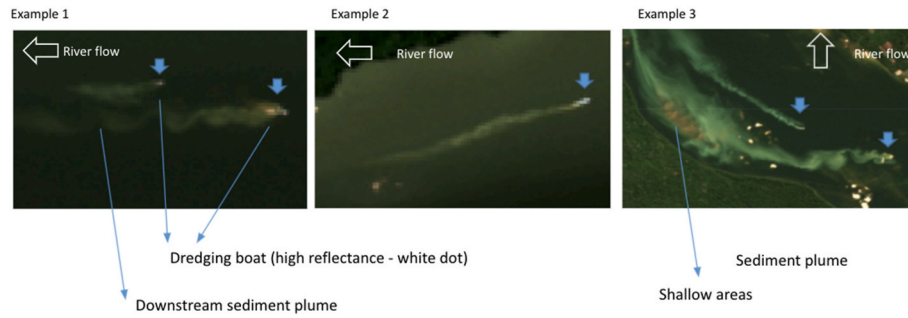 Example 1
Example 2
Example 3
River flow
River flow
River flow
Dredging boat (high reflectance - white dot)
Sediment plume
Shallow areas
Downstream sediment plume